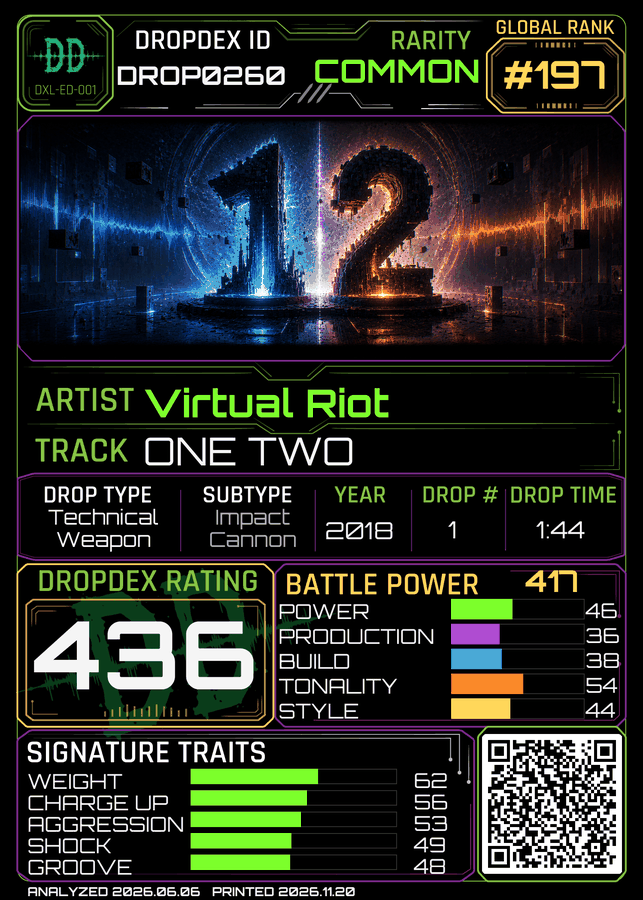 DD
DXL-ED-001
DROPDEX ID
DROP0260
RARITY
COMMON
GLOBAL RANK
#197
12
ARTIST Virtual Riot
TRACK ONE TWO
DROP TYPE
Technical
Weapon
SUBTYPE
Impact
Cannon
YEAR
2018
DROP #
1
DROP TIME
1:44
DROPDEX RATING
436
BATTLE POWER 417
POWER 46
PRODUCTION 36
BUILD 38
TONALITY 54
STYLE 44
SIGNATURE TRAITS
WEIGHT 62
CHARGE UP 56
AGGRESSION 53
SHOCK 49
GROOVE 48
ANALYZED 2026.06.06 PRINTED 2026.11.20